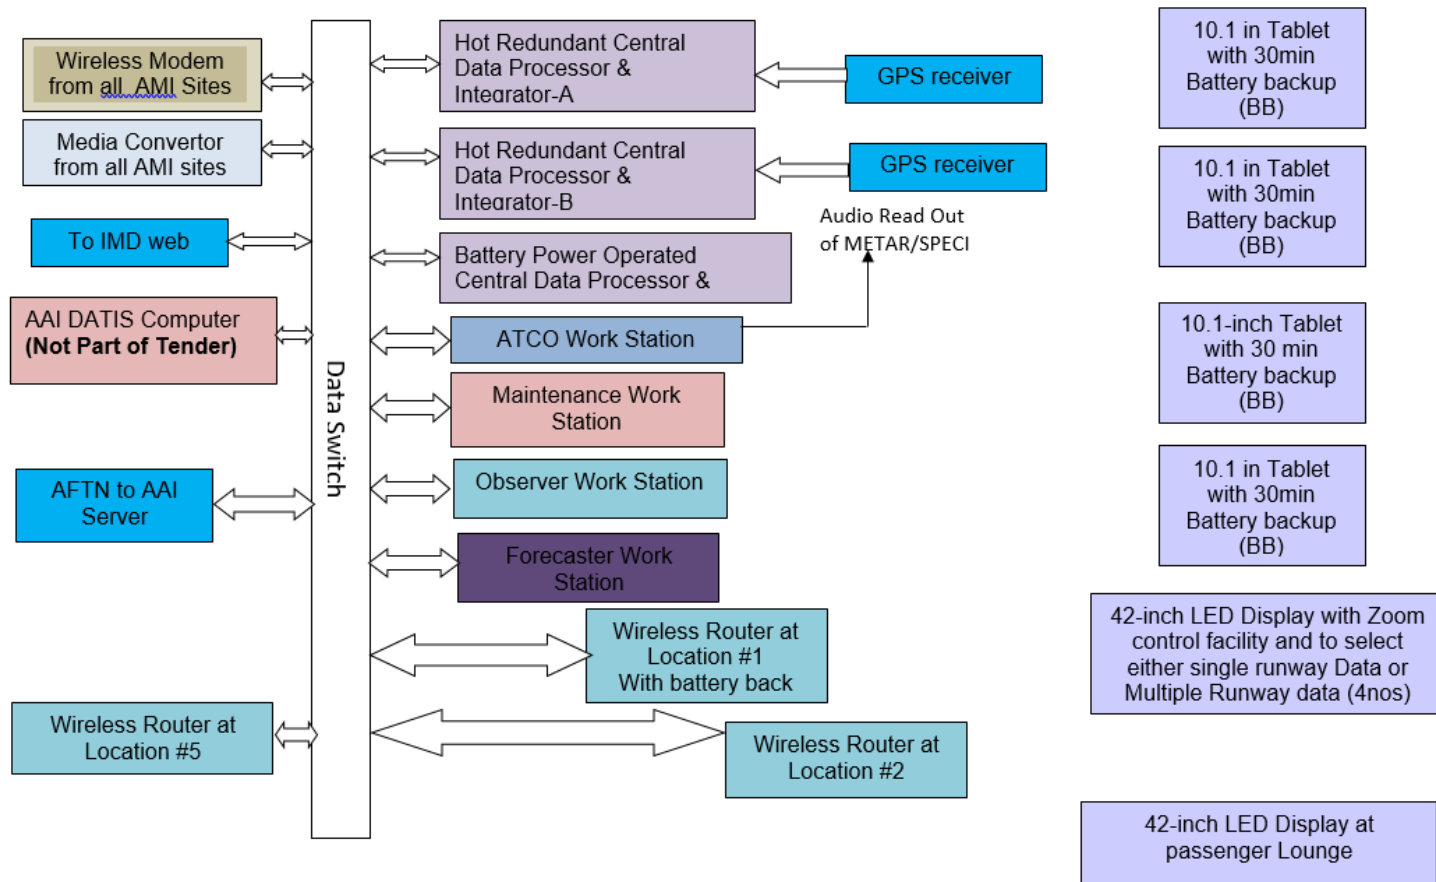 Wireless Modem
from all AMI Sites
Media Convertor
from all AMI sites
To IMD web
AAI DATIS Computer
(Not Part of Tender)
AFTN to AAI
Server
Wireless Router at
Location #5
Data Switch
Hot Redundant Central
Data Processor &
Integrator-A
Hot Redundant Central
Data Processor &
Integrator-B
Battery Power Operated
Central Data Processor &
ATCO Work Station
Maintenance Work
Station
Observer Work Station
Forecaster Work
Station
Wireless Router at
Location #1
With battery back
Wireless Router at
Location #2
GPS receiver
GPS receiver
Audio Read Out
of METAR/SPECI
10.1 in Tablet
with 30min
Battery backup
(BB)
10.1 in Tablet
with 30min
Battery backup
(BB)
10.1-inch Tablet
with 30 min
Battery backup
(BB)
10.1 in Tablet
with 30min
Battery backup
(BB)
42-inch LED Display with Zoom
control facility and to select
either single runway Data or
Multiple Runway data (4nos)
42-inch LED Display at
passenger Lounge